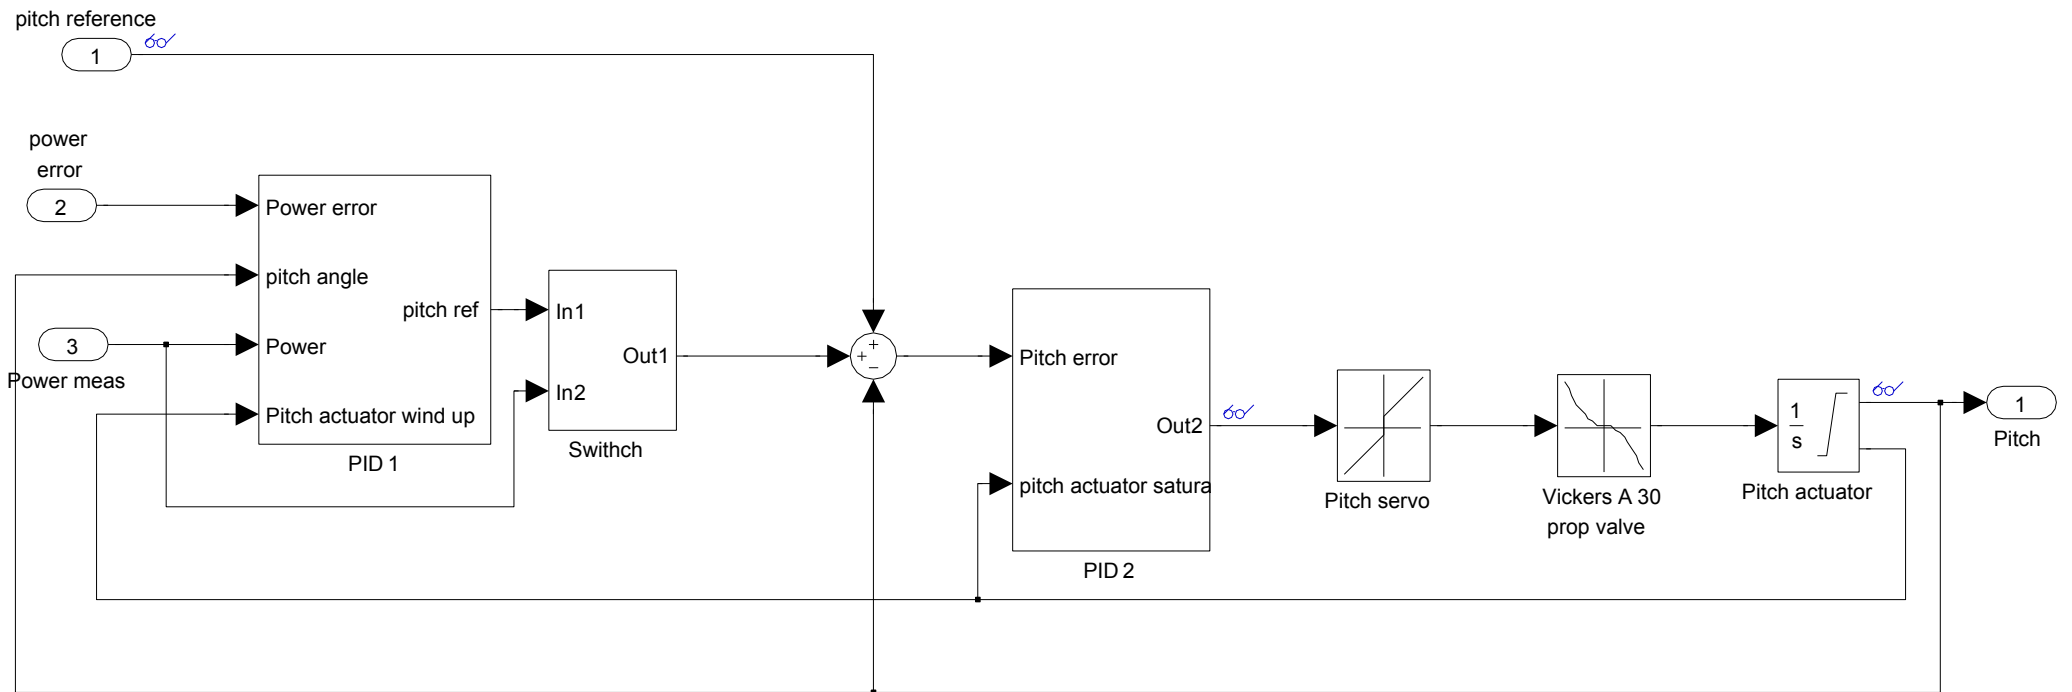 pitch reference
1
power
error
2
Power error
pitch angle
3
Power
Power meas
Pitch actuator wind up
pitch ref
PID 1
In1
In2
Out1
Swithch
+
+
−
Pitch error
Out2
pitch actuator satura
PID 2
Pitch servo
Vickers A 30
prop valve
1
s
Pitch actuator
1
Pitch